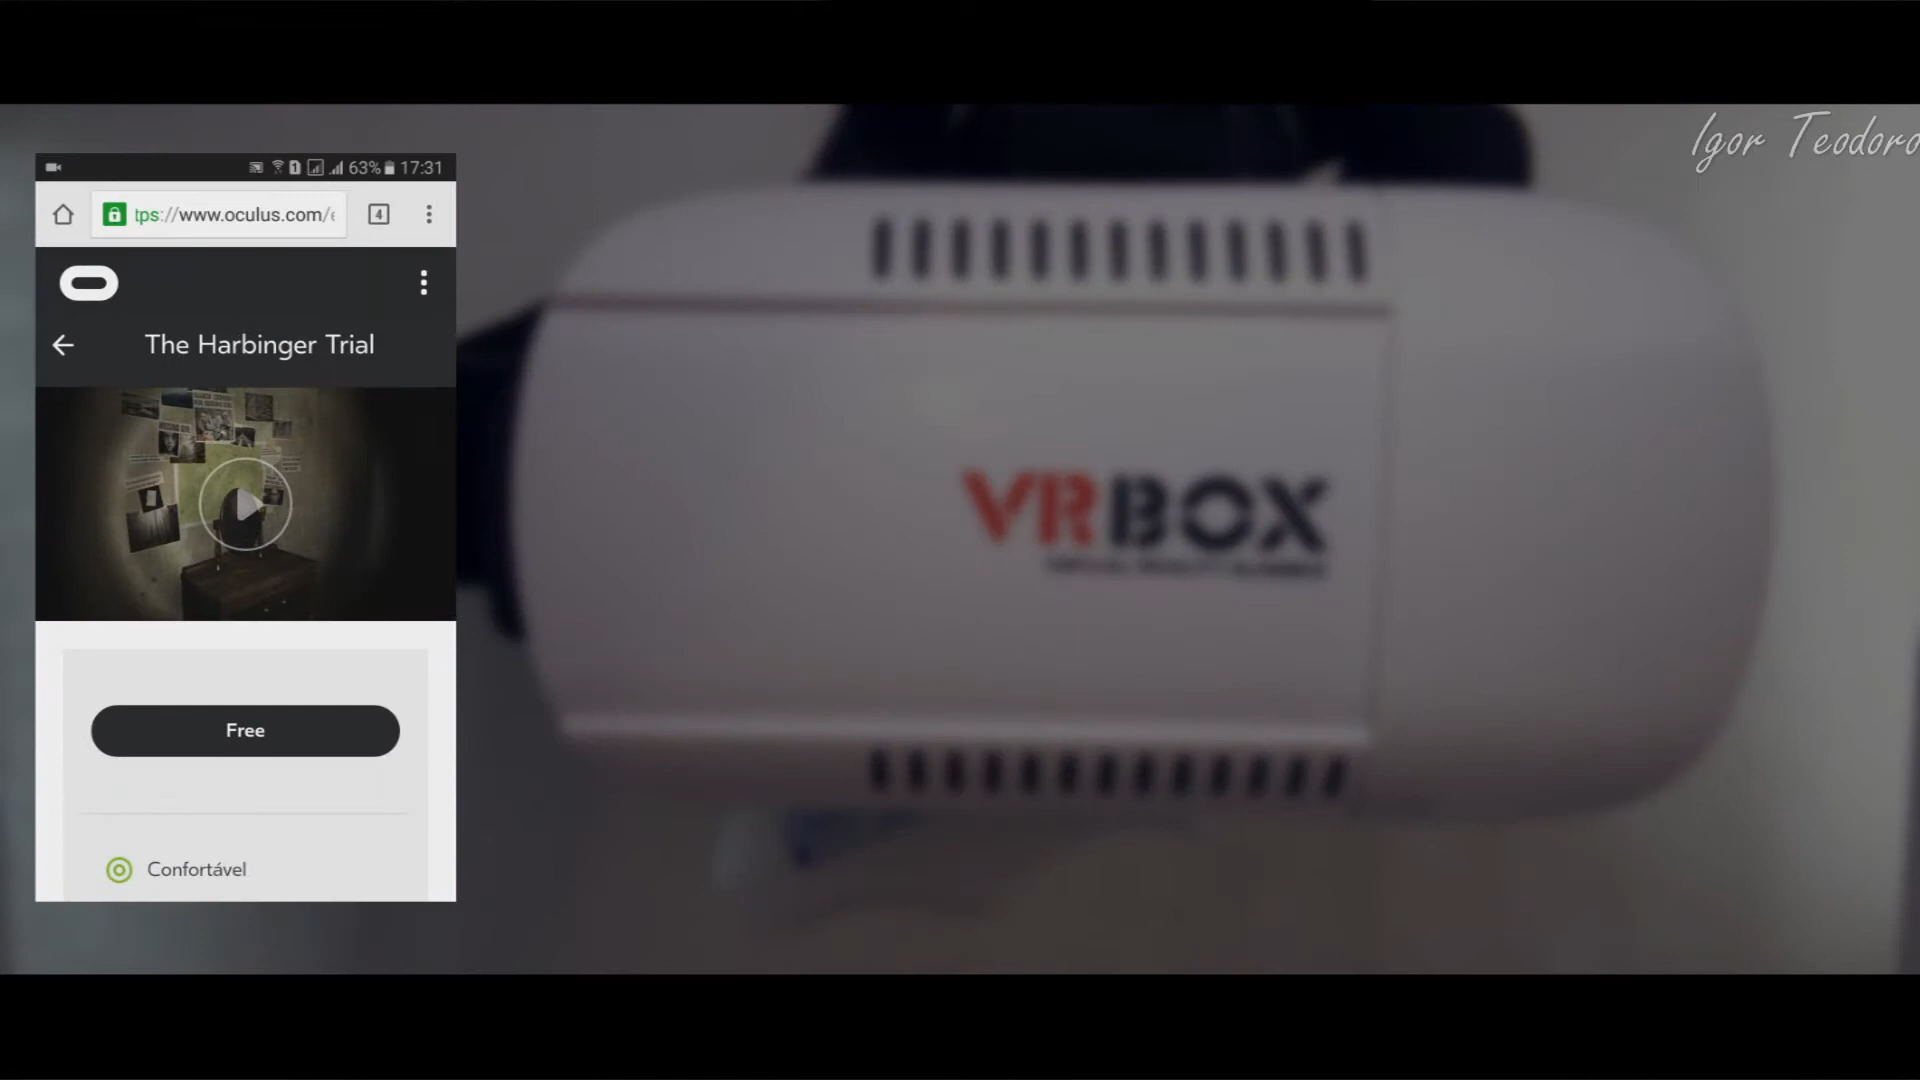 Igor Teodoro
63% 17:31
tps://www.oculus.com/
4
The Harbinger Trial
Free
Confortável
VRBOX